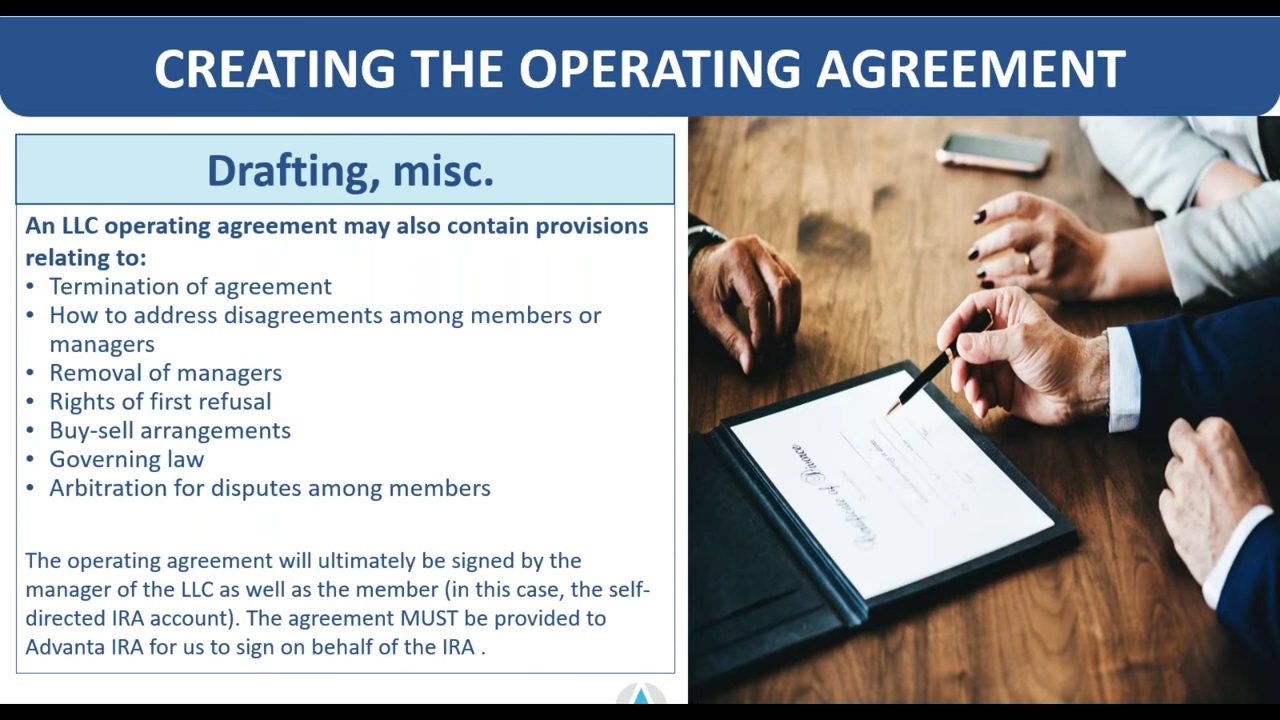 CREATING THE OPERATING AGREEMENT
Drafting, misc.
An LLC operating agreement may also contain provisions
relating to:
• Termination of agreement
• How to address disagreements among members or
managers
• Removal of managers
• Rights of first refusal
• Buy-sell arrangements
• Governing law
• Arbitration for disputes among members
The operating agreement will ultimately be signed by the
manager of the LLC as well as the member (in this case, the self-
directed IRA account). The agreement MUST be provided to
Advanta IRA for us to sign on behalf of the IRA .
Certificate of Divorce